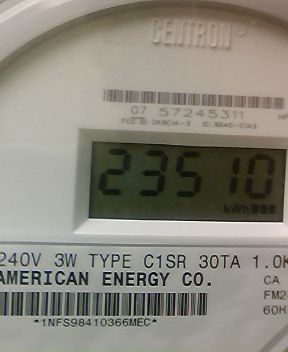 CENTRON®
07 57245311
23510
kWh
240V 3W TYPE C1SR 30TA 1.0K
AMERICAN ENERGY CO.
CA
FM2
60H
*1NFS98410366MEC*